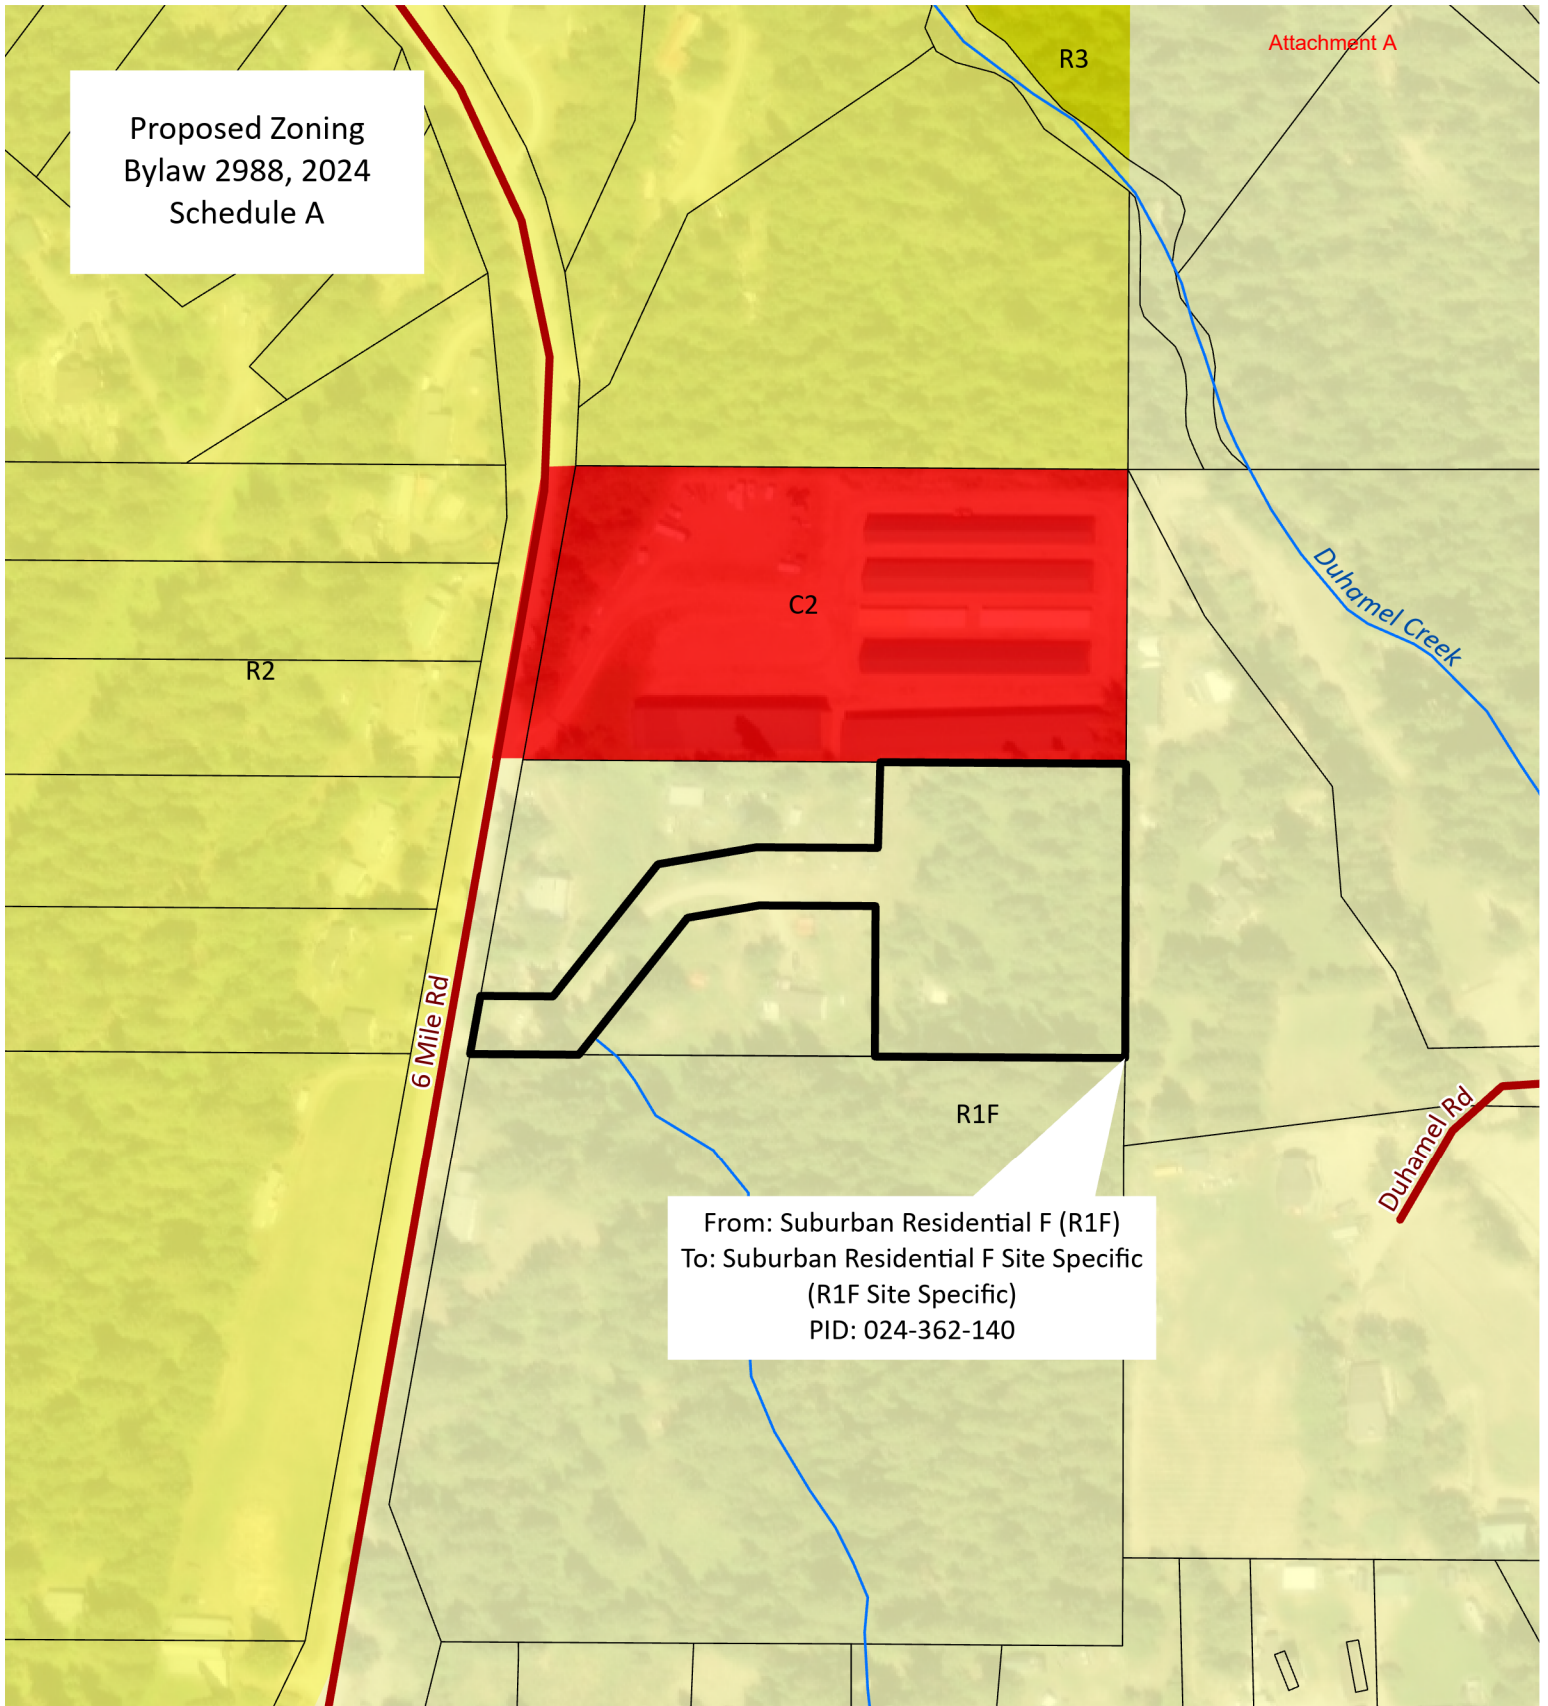 Attachment A
R3
Proposed Zoning
Bylaw 2988, 2024
Schedule A
C2
Duhamel Creek
R2
6 Mile Rd
R1F
Duhamel Rd
From: Suburban Residential F (R1F)
To: Suburban Residential F Site Specific
(R1F Site Specific)
PID: 024-362-140